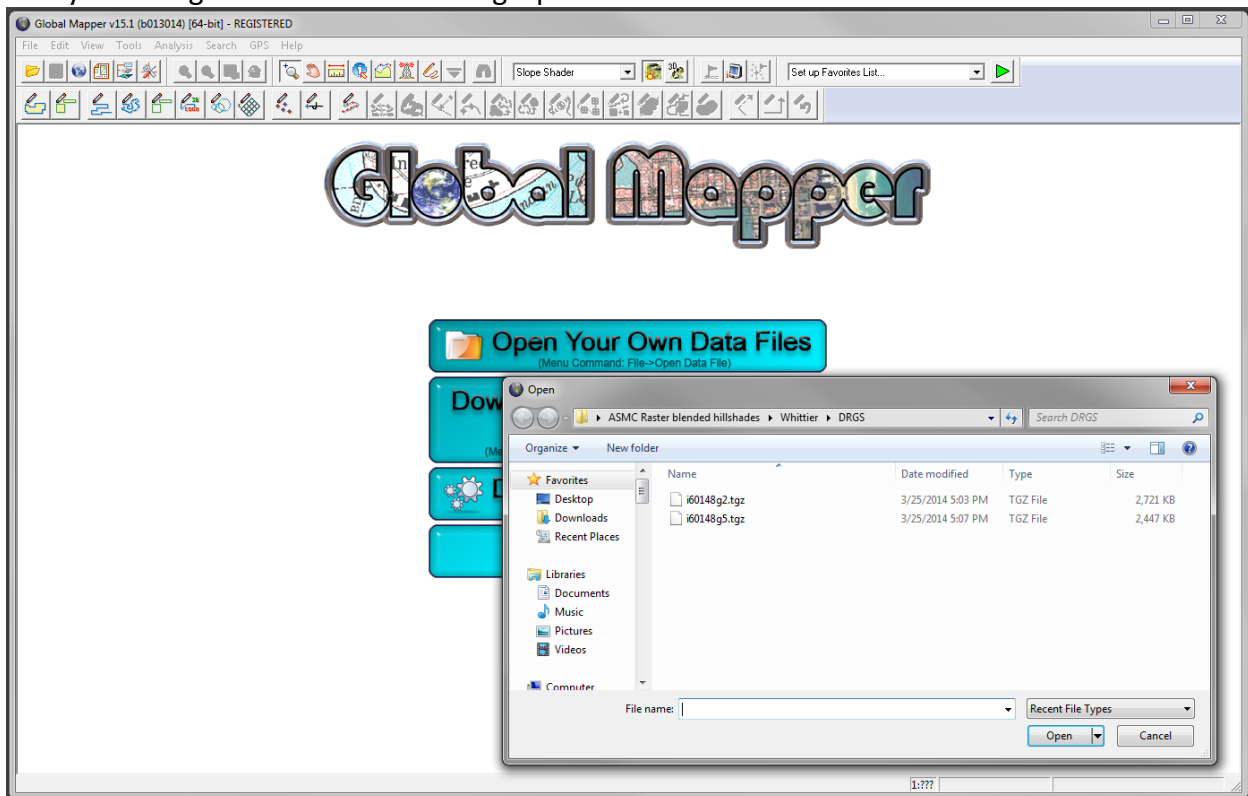 Global Mapper v15.1 (b013014) [64-bit] - REGISTERED
File Edit View Tools Analysis Search GPS Help
Slope Shader
Set up Favorites List...
Global Mapper
Open Your Own Data Files
(Menu Command: File->Open Data File)
Dow
(Me
Open
ASMC Raster blended hillshades Whittier DRGS
Search DRGS
Organize New folder
Favorites
Desktop
Downloads
Recent Places
Libraries
Documents
Music
Pictures
Videos
Computer
Name Date modified Type Size
i60148g2.tgz 3/25/2014 5:03 PM TGZ File 2,721 KB
i60148g5.tgz 3/25/2014 5:07 PM TGZ File 2,447 KB
File name:
Recent File Types
Open Cancel
1:???